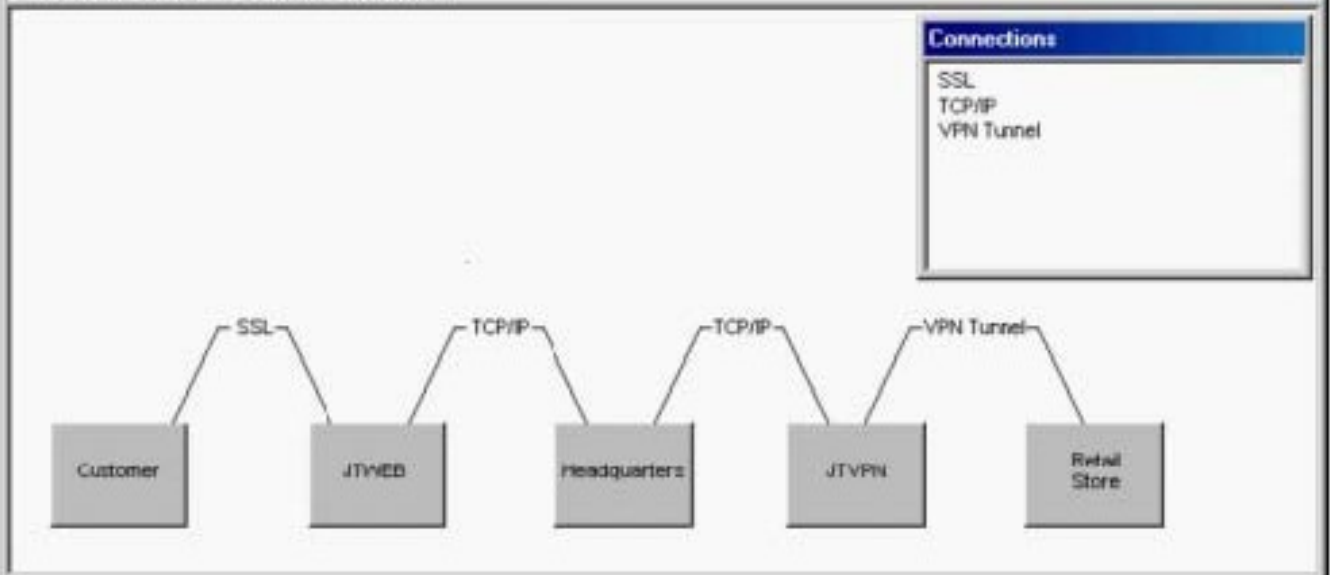 Connections
SSL
TCP/IP
VPN Tunnel
SSL
TCP/IP
TCP/IP
VPN Tunnel
Customer
JTWEB
Headquarters
JTVPN
Retail
Store